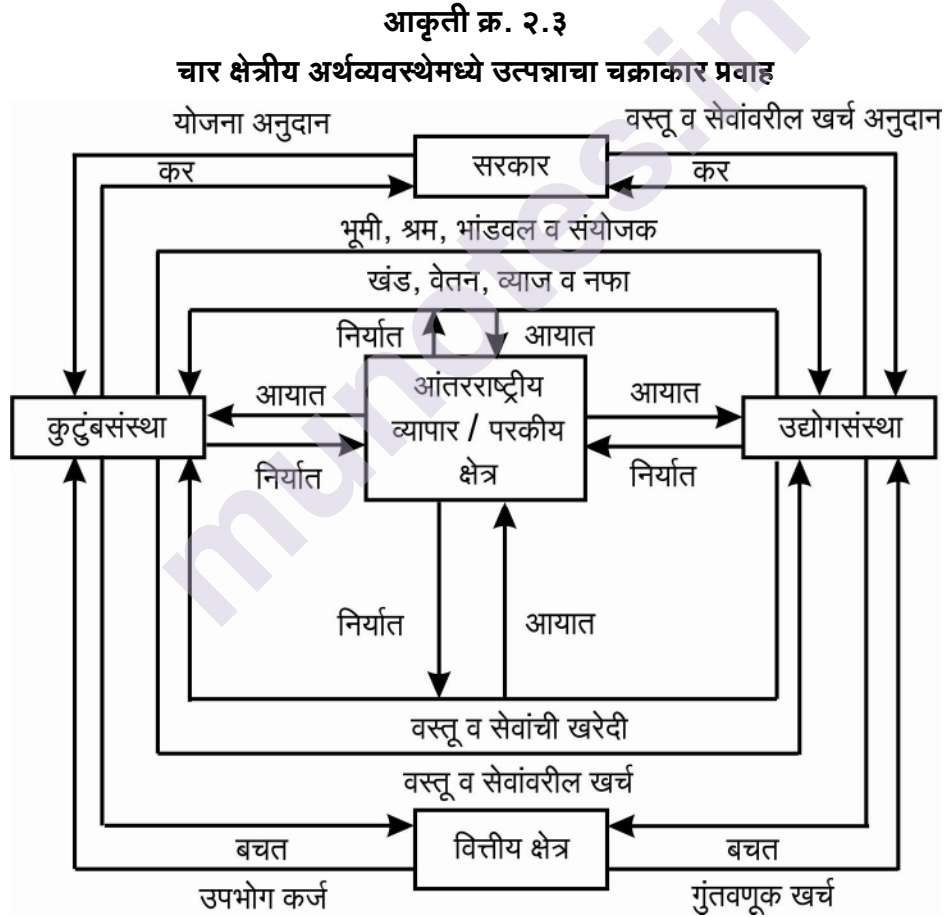 आकृती क्र. २.३
चार क्षेत्रीय अर्थव्यवस्थेमध्ये उत्पन्नाचा चक्राकार प्रवाह
योजना अनुदान
वस्तू व सेवांवरील खर्च अनुदान
सरकार
कर
कर
भूमी, श्रम, भांडवल व संयोजक
खंड, वेतन, व्याज व नफा
निर्यात
आयात
कुटुंबसंस्था
आयात
निर्यात
आंतरराष्ट्रीय
व्यापार / परकीय
क्षेत्र
आयात
निर्यात
उद्योगसंस्था
निर्यात
आयात
वस्तू व सेवांची खरेदी
वस्तू व सेवांवरील खर्च
वित्तीय क्षेत्र
बचत
बचत
उपभोग कर्ज
गुंतवणूक खर्च
munotes.in